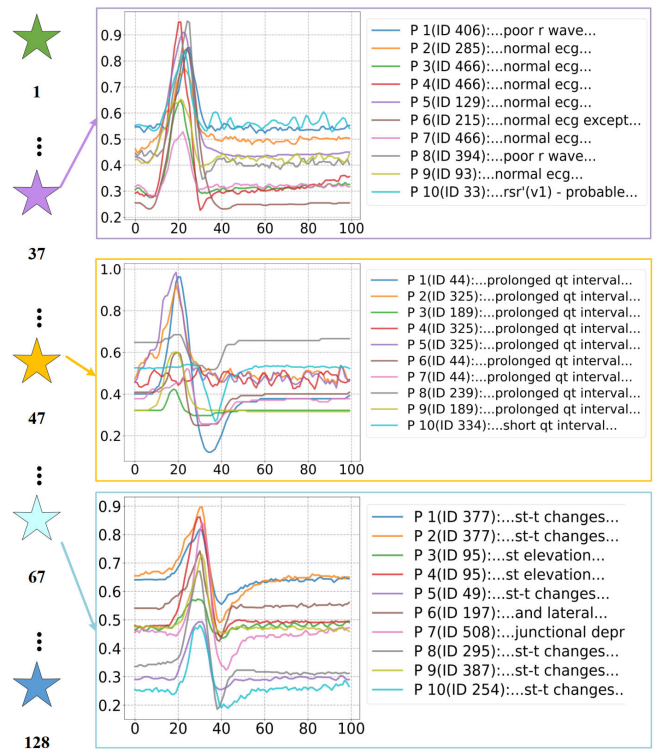 1
37
47
67
128
0.9
0.8
0.7
0.6
0.5
0.4
0.3
0.2
0 20 40 60 80 100
P 1(ID 406):...poor r wave...
P 2(ID 285):...normal ecg...
P 3(ID 466):...normal ecg...
P 4(ID 466):...normal ecg...
P 5(ID 129):...normal ecg...
P 6(ID 215):...normal ecg except...
P 7(ID 466):...normal ecg...
P 8(ID 394):...poor r wave...
P 9(ID 93):...normal ecg...
P 10(ID 33):...rsr'(v1) - probable...
1.0
0.8
0.6
0.4
0.2
0 20 40 60 80 100
P 1(ID 44):...prolonged qt interval...
P 2(ID 325):...prolonged qt interval...
P 3(ID 189):...prolonged qt interval...
P 4(ID 325):...prolonged qt interval...
P 5(ID 325):...prolonged qt interval...
P 6(ID 44):...prolonged qt interval...
P 7(ID 44):...prolonged qt interval...
P 8(ID 239):...prolonged qt interval...
P 9(ID 189):...prolonged qt interval...
P 10(ID 334):...short qt interval...
0.9
0.8
0.7
0.6
0.5
0.4
0.3
0.2
0 20 40 60 80 100
P 1(ID 377):...st-t changes...
P 2(ID 377):...st-t changes...
P 3(ID 95):...st elevation...
P 4(ID 95):...st elevation...
P 5(ID 49):...st-t changes...
P 6(ID 197):...and lateral...
P 7(ID 508):...junctional depr
P 8(ID 295):...st-t changes...
P 9(ID 387):...st-t changes...
P 10(ID 254):...st-t changes..